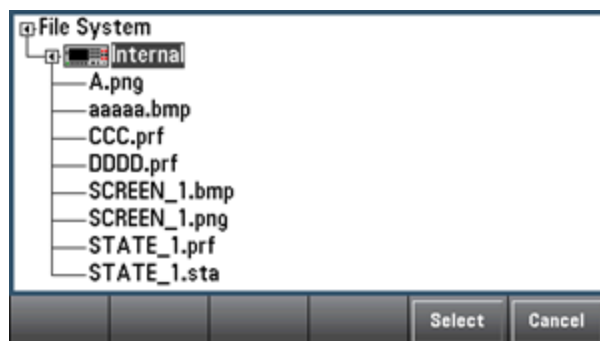 File System
Internal
A.png
aaaaa.bmp
CCC.prf
DDDD.prf
SCREEN_1.bmp
SCREEN_1.png
STATE_1.prf
STATE_1.sta
Select Cancel